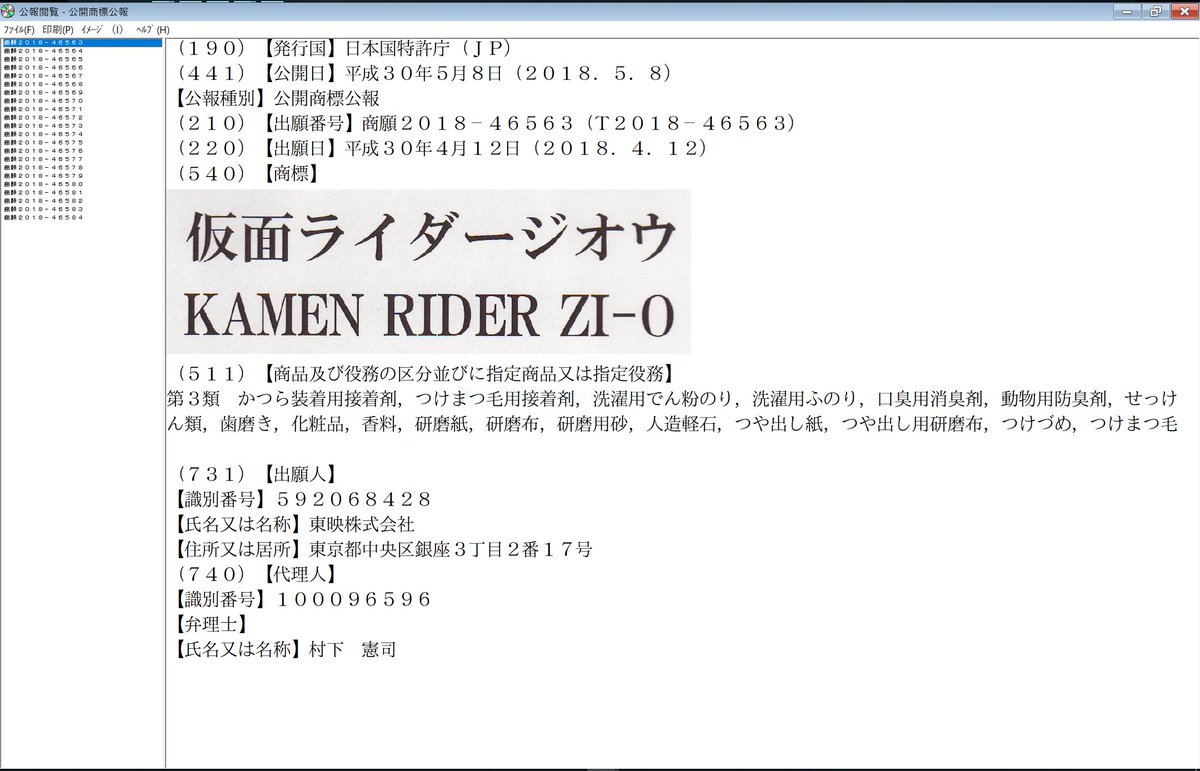 公報閲覧 - 公開商標公報
ファイル(F) 印刷(P) イメージ (I) ヘルプ(H)
商願２０１８－４６５６３
商願２０１８－４６５６４
商願２０１８－４６５６５
商願２０１８－４６５６６
商願２０１８－４６５６７
商願２０１８－４６５６８
商願２０１８－４６５６９
商願２０１８－４６５７０
商願２０１８－４６５７１
商願２０１８－４６５７２
商願２０１８－４６５７３
商願２０１８－４６５７４
商願２０１８－４６５７５
商願２０１８－４６５７６
商願２０１８－４６５７７
商願２０１８－４６５７８
商願２０１８－４６５７９
商願２０１８－４６５８０
商願２０１８－４６５８１
商願２０１８－４６５８２
商願２０１８－４６５８３
商願２０１８－４６５８４
（１９０）【発行国】日本国特許庁（ＪＰ）
（４４１）【公開日】平成３０年５月８日（２０１８．５．８）
【公報種別】公開商標公報
（２１０）【出願番号】商願２０１８－４６５６３（Ｔ２０１８－４６５６３）
（２２０）【出願日】平成３０年４月１２日（２０１８．４．１２）
（５４０）【商標】
仮面ライダージオウ
KAMEN RIDER ZI-O
（５１１）【商品及び役務の区分並びに指定商品又は指定役務】
第３類　かつら装着用接着剤，つけまつ毛用接着剤，洗濯用でん粉のり，洗濯用ふのり，口臭用消臭剤，動物用防臭剤，せっけ
ん類，歯磨き，化粧品，香料，研磨紙，研磨布，研磨用砂，人造軽石，つや出し紙，つや出し用研磨布，つけづめ，つけまつ毛
（７３１）【出願人】
【識別番号】５９２０６８４２８
【氏名又は名称】東映株式会社
【住所又は居所】東京都中央区銀座３丁目２番１７号
（７４０）【代理人】
【識別番号】１０００９６５９６
【弁理士】
【氏名又は名称】村下　憲司